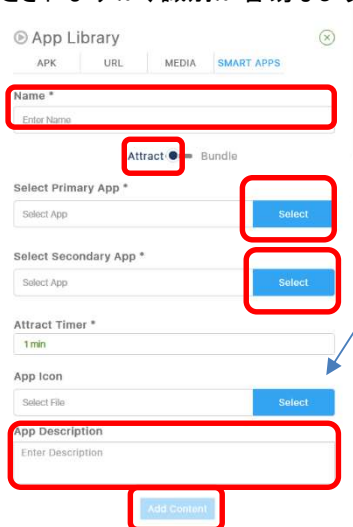 App Library
APK URL MEDIA SMART APPS
Name *
Enter Name
Attract Bundle
Select Primary App *
Select App Select
Select Secondary App *
Select App Select
Attract Timer *
1 min
App Icon
Select File Select
App Description
Enter Description
Add Content